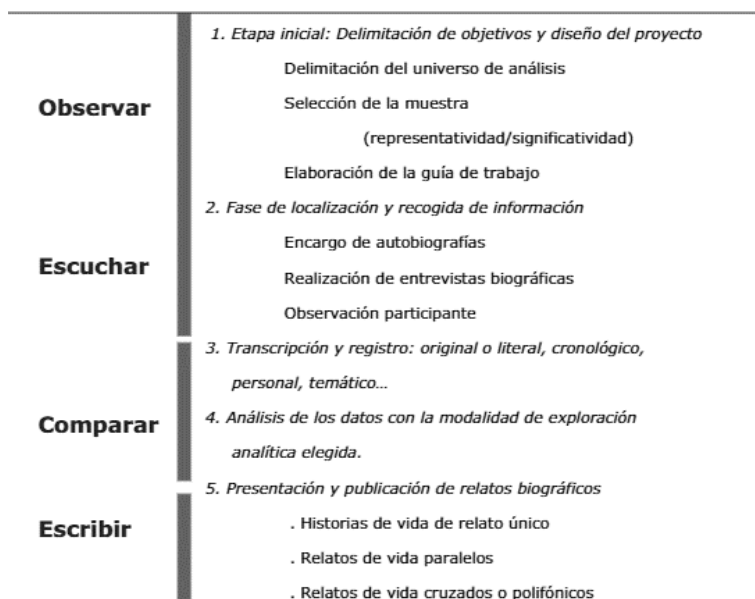 1. Etapa inicial: Delimitación de objetivos y diseño del proyecto
Delimitación del universo de análisis
Observar
Selección de la muestra
(representatividad/significatividad)
Elaboración de la guía de trabajo
2. Fase de localización y recogida de información
Encargo de autobiografías
Escuchar
Realización de entrevistas biográficas
Observación participante
3. Transcripción y registro: original o literal, cronológico,
personal, temático...
Comparar
4. Análisis de los datos con la modalidad de exploración
analítica elegida.
5. Presentación y publicación de relatos biográficos
Escribir
. Historias de vida de relato único
. Relatos de vida paralelos
. Relatos de vida cruzados o polifónicos